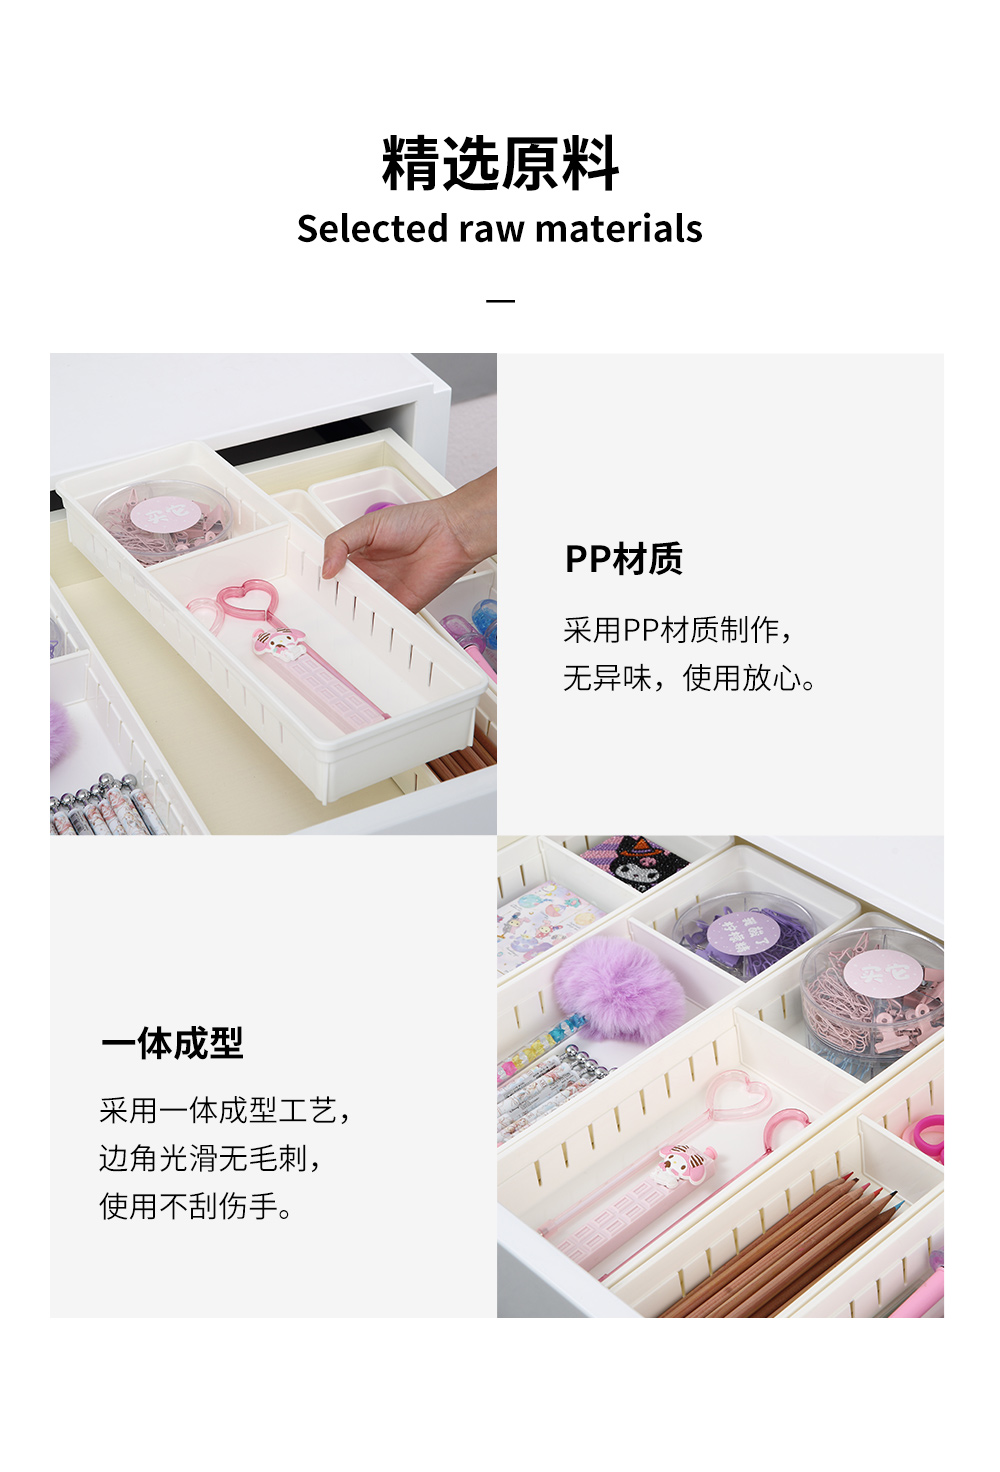 精选原料
Selected raw materials
PP材质
采用PP材质制作，
无异味，使用放心。
一体成型
采用一体成型工艺，
边角光滑无毛刺，
使用不刮伤手。